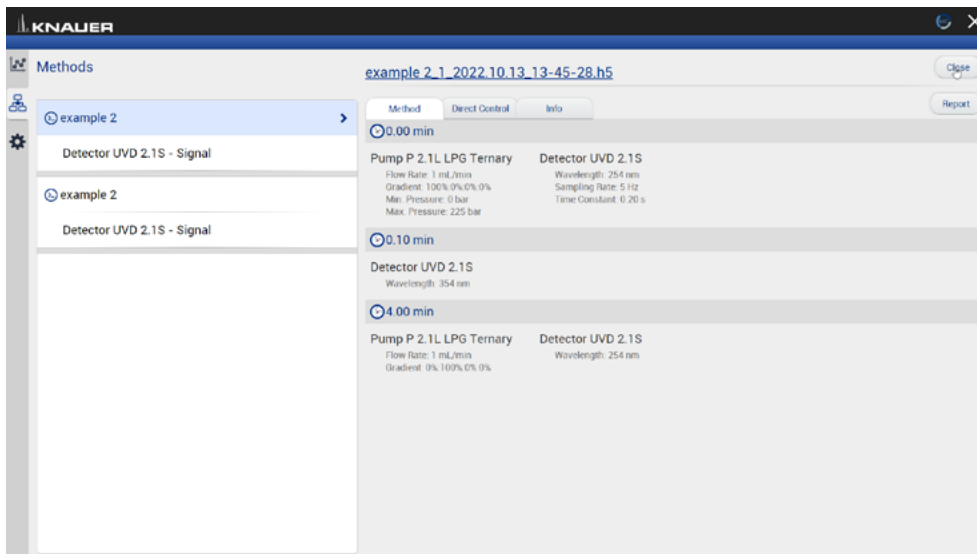 KNAUER
Methods
example 2_1_2022.10.13_13-45-28.h5
Close
example 2
Detector UVD 2.1S - Signal
example 2
Detector UVD 2.1S - Signal
Method Direct Control Info
Report
0.00 min
Pump P 2.1L LPG Ternary
Flow Rate: 1 mL/min
Gradient: 100%:0%:0%:0%
Min. Pressure: 0 bar
Max. Pressure: 225 bar
Detector UVD 2.1S
Wavelength: 254 nm
Sampling Rate: 5 Hz
Time Constant: 0.20 s
0.10 min
Detector UVD 2.1S
Wavelength: 354 nm
4.00 min
Pump P 2.1L LPG Ternary
Flow Rate: 1 mL/min
Gradient: 0%:100%:0%:0%
Detector UVD 2.1S
Wavelength: 254 nm